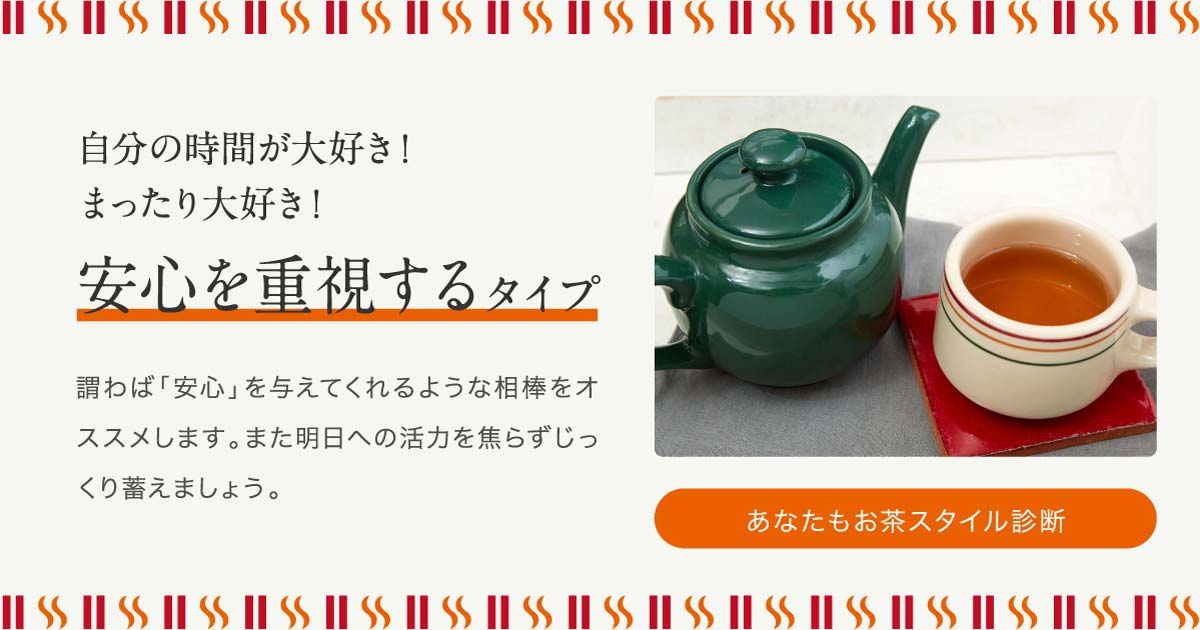 自分の時間が大好き！
まったり大好き！
安心を重視するタイプ
謂わば「安心」を与えてくれるような相棒をオ
ススメします。また明日への活力を焦らずじっ
くり蓄えましょう。
あなたもお茶スタイル診断